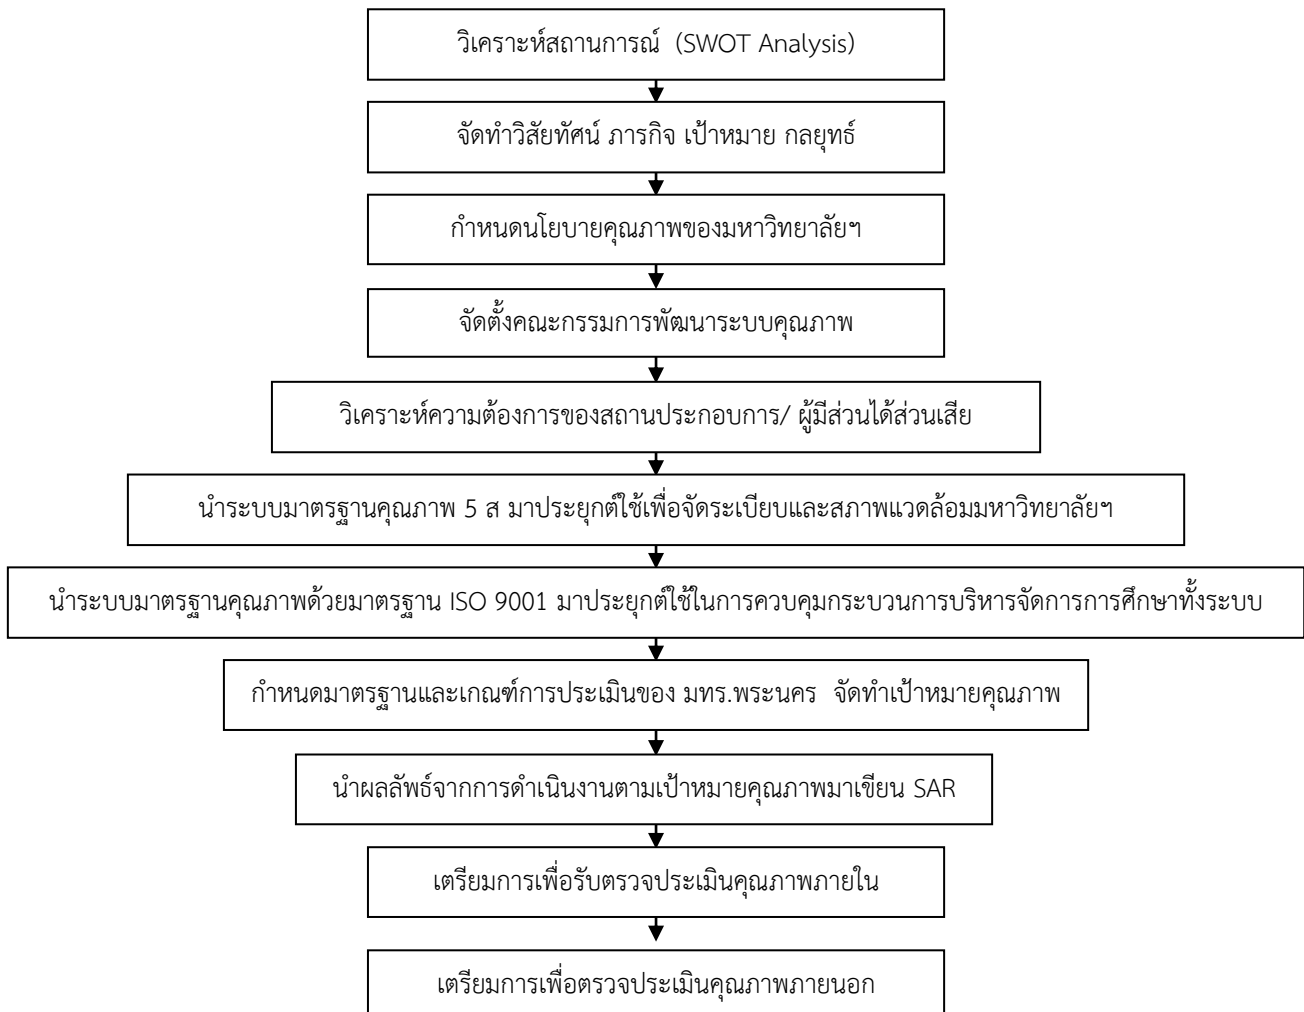 วิเคราะห์สถานการณ์ (SWOT Analysis)
จัดทำวิสัยทัศน์ ภารกิจ เป้าหมาย กลยุทธ์
กำหนดนโยบายคุณภาพของมหาวิทยาลัยฯ
จัดตั้งคณะกรรมการพัฒนาระบบคุณภาพ
วิเคราะห์ความต้องการของสถานประกอบการ/ ผู้มีส่วนได้ส่วนเสีย
นำระบบมาตรฐานคุณภาพ 5 ส มาประยุกต์ใช้เพื่อจัดระเบียบและสภาพแวดล้อมมหาวิทยาลัยฯ
นำระบบมาตรฐานคุณภาพด้วยมาตรฐาน ISO 9001 มาประยุกต์ใช้ในการควบคุมกระบวนการบริหารจัดการการศึกษาทั้งระบบ
กำหนดมาตรฐานและเกณฑ์การประเมินของ มทร.พระนคร จัดทำเป้าหมายคุณภาพ
นำผลลัพธ์จากการดำเนินงานตามเป้าหมายคุณภาพมาเขียน SAR
เตรียมการเพื่อรับตรวจประเมินคุณภาพภายใน
เตรียมการเพื่อตรวจประเมินคุณภาพภายนอก